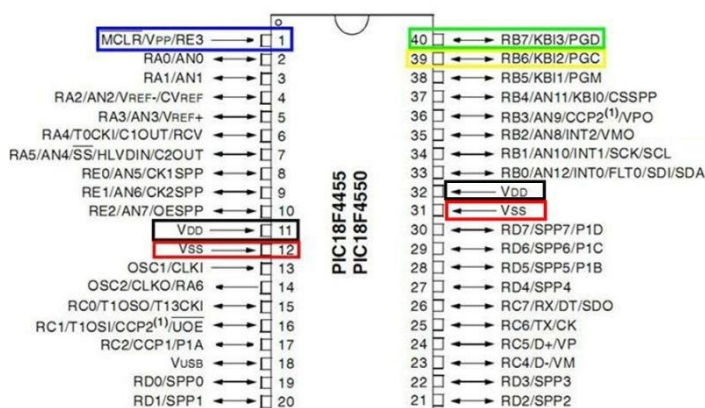 MCLR/VPP/RE3 1
RA0/AN0 2
RA1/AN1 3
RA2/AN2/VREF-/CVREF 4
RA3/AN3/VREF+ 5
RA4/T0CKI/C1OUT/RCV 6
RA5/AN4/SS/HLVDIN/C2OUT 7
RE0/AN5/CK1SPP 8
RE1/AN6/CK2SPP 9
RE2/AN7/OESPP 10
VDD 11
VSS 12
OSC1/CLKI 13
OSC2/CLKO/RA6 14
RC0/T1OSO/T13CKI 15
RC1/T1OSI/CCP2(1)/UOE 16
RC2/CCP1/P1A 17
VUSB 18
RD0/SPP0 19
RD1/SPP1 20
PIC18F4455
PIC18F4550
40 RB7/KBI3/PGD
39 RB6/KBI2/PGC
38 RB5/KBI1/PGM
37 RB4/AN11/KBI0/CSSPP
36 RB3/AN9/CCP2(1)/VPO
35 RB2/AN8/INT2/VMO
34 RB1/AN10/INT1/SCK/SCL
33 RB0/AN12/INT0/FLT0/SDI/SDA
32 VDD
31 VSS
30 RD7/SPP7/P1D
29 RD6/SPP6/P1C
28 RD5/SPP5/P1B
27 RD4/SPP4
26 RC7/RX/DT/SDO
25 RC6/TX/CK
24 RC5/D+/VP
23 RC4/D-/VM
22 RD3/SPP3
21 RD2/SPP2